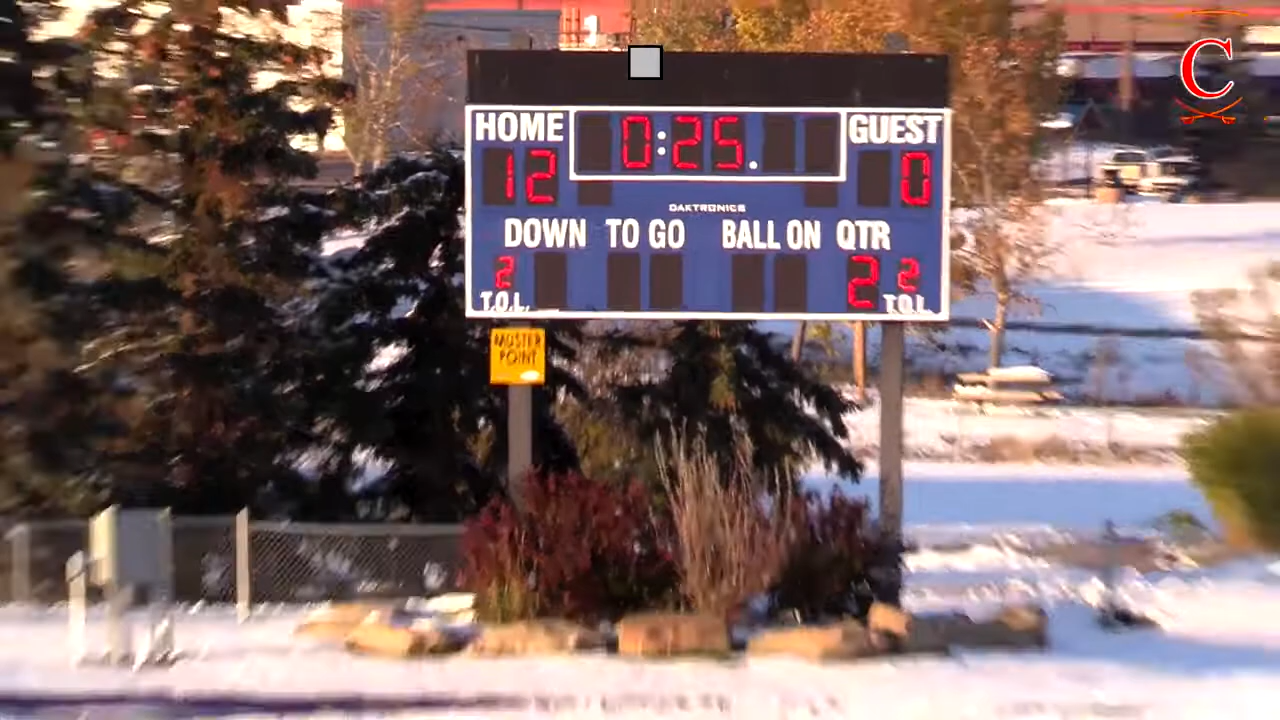 C
HOME 0:25. GUEST
12 0
DAKTRONICS
DOWN TO GO BALL ON QTR
2 2 2
T.O.L. T.O.L.
MUSTER
POINT